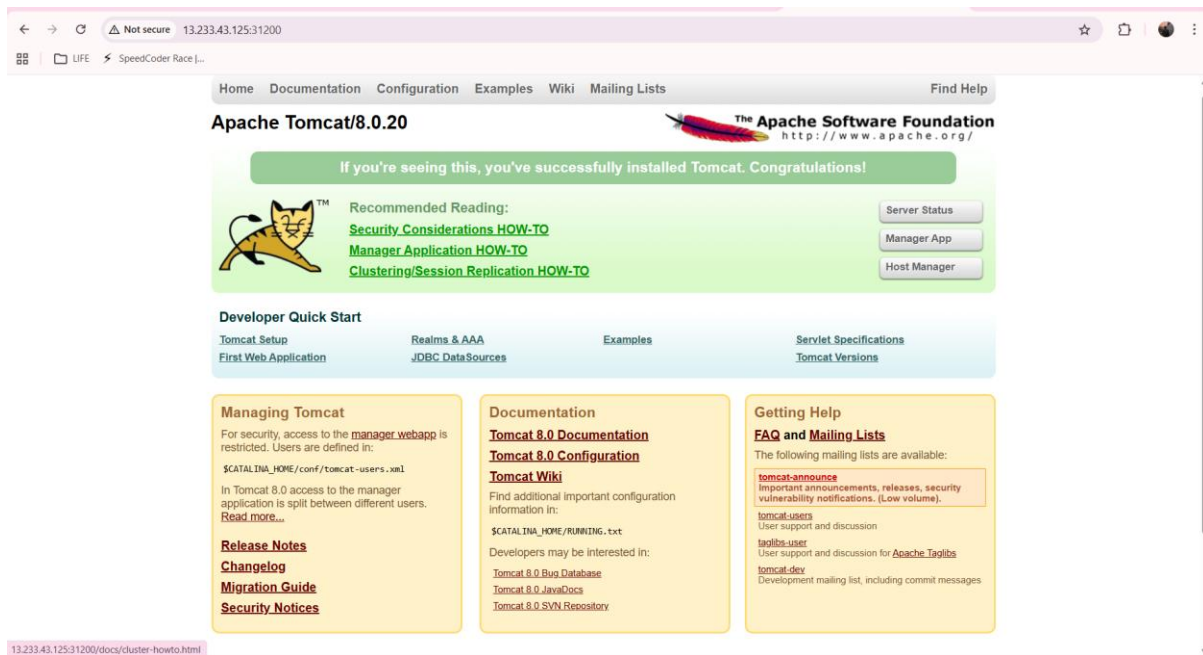 Not secure 13.233.43.125:31200
LIFE SpeedCoder Race |...
Home Documentation Configuration Examples Wiki Mailing Lists Find Help
Apache Tomcat/8.0.20
The Apache Software Foundation
http://www.apache.org/
If you're seeing this, you've successfully installed Tomcat. Congratulations!
TM
Recommended Reading:
Security Considerations HOW-TO
Manager Application HOW-TO
Clustering/Session Replication HOW-TO
Server Status
Manager App
Host Manager
Developer Quick Start
Tomcat Setup
First Web Application
Realms & AAA
JDBC DataSources
Examples
Servlet Specifications
Tomcat Versions
Managing Tomcat
For security, access to the manager webapp is
restricted. Users are defined in:
$CATALINA_HOME/conf/tomcat-users.xml
In Tomcat 8.0 access to the manager
application is split between different users.
Read more...
Release Notes
Changelog
Migration Guide
Security Notices
Documentation
Tomcat 8.0 Documentation
Tomcat 8.0 Configuration
Tomcat Wiki
Find additional important configuration
information in:
$CATALINA_HOME/RUNNING.txt
Developers may be interested in:
Tomcat 8.0 Bug Database
Tomcat 8.0 JavaDocs
Tomcat 8.0 SVN Repository
Getting Help
FAQ and Mailing Lists
The following mailing lists are available:
tomcat-announce
Important announcements, releases, security
vulnerability notifications. (Low volume).
tomcat-users
User support and discussion
taglibs-user
User support and discussion for Apache Taglibs
tomcat-dev
Development mailing list, including commit messages
13.233.43.125:31200/docs/cluster-howto.html